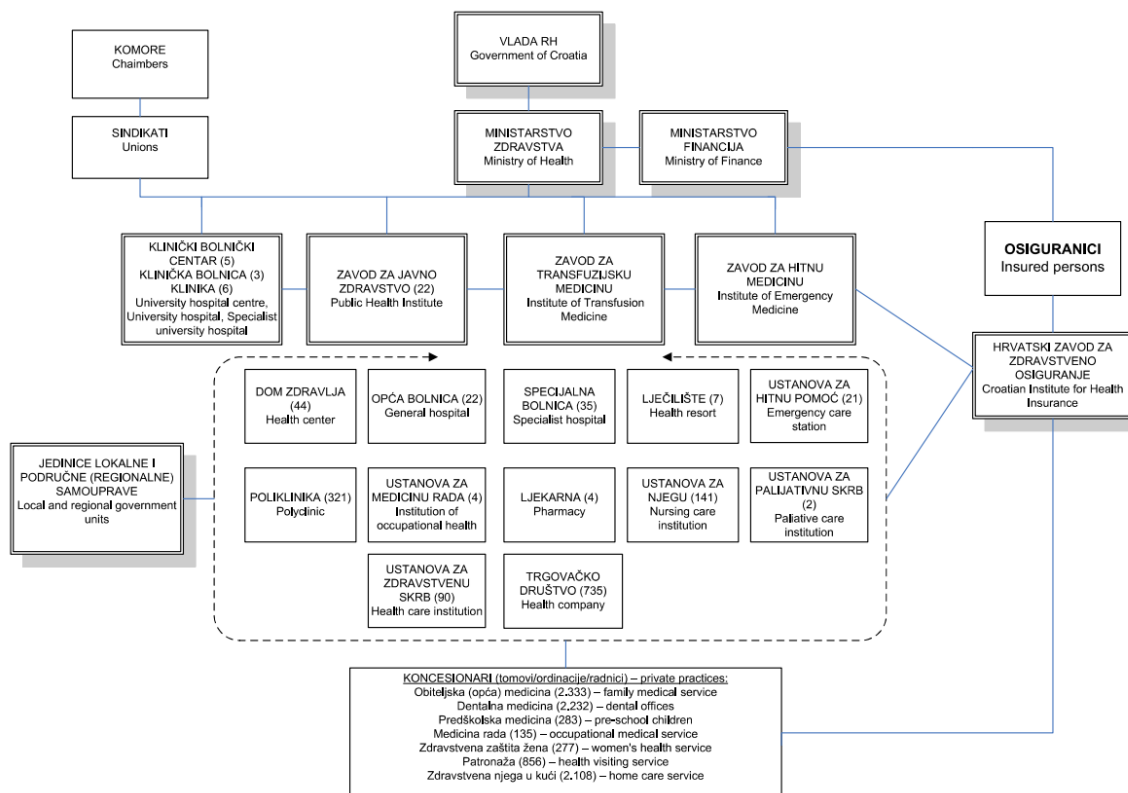 KOMORE
Chaimbers
VLADA RH
Government of Croatia
SINDIKATI
Unions
MINISTARSTVO
ZDRAVSTVA
Ministry of Health
MINISTARSTVO
FINANCIJA
Ministry of Finance
KLINIČKI BOLNIČKI
CENTAR (5)
KLINIČKA BOLNICA (3)
KLINIKA (6)
University hospital centre,
University hospital, Specialist
university hospital
ZAVOD ZA JAVNO
ZDRAVSTVO (22)
Public Health Institute
ZAVOD ZA
TRANSFUZIJSKU
MEDICINU
Institute of Transfusion
Medicine
ZAVOD ZA HITNU
MEDICINU
Institute of Emergency
Medicine
OSIGURANICI
Insured persons
HRVATSKI ZAVOD ZA
ZDRAVSTVENO
OSIGURANJE
Croatian Institute for Health
Insurance
DOM ZDRAVLJA
(44)
Health center
OPĆA BOLNICA (22)
General hospital
SPECIJALNA
BOLNICA (35)
Specialist hospital
LJEČILIŠTE (7)
Health resort
USTANOVA ZA
HITNU POMOĆ (21)
Emergency care
station
JEDINICE LOKALNE I
PODRUČNE (REGIONALNE)
SAMOUPRAVE
Local and regional government
units
POLIKLINIKA (321)
Polyclinic
USTANOVA ZA
MEDICINU RADA (4)
Institution of
occupational health
LJEKARNA (4)
Pharmacy
USTANOVA ZA
NJEGU (141)
Nursing care
institution
USTANOVA ZA
PALIJATIVNU SKRB
(2)
Paliative care
institution
USTANOVA ZA
ZDRAVSTVENU
SKRB (90)
Health care institution
TRGOVAČKO
DRUŠTVO (735)
Health company
KONCESIONARI (tomovi/ordinacije/radnici) – private practices:
Obiteljska (opća) medicina (2.333) – family medical service
Dentalna medicina (2.232) – dental offices
Predškolska medicina (283) – pre-school children
Medicina rada (135) – occupational medical service
Zdravstvena zaštita žena (277) – women's health service
Patronaža (856) – health visiting service
Zdravstvena njega u kući (2.108) – home care service